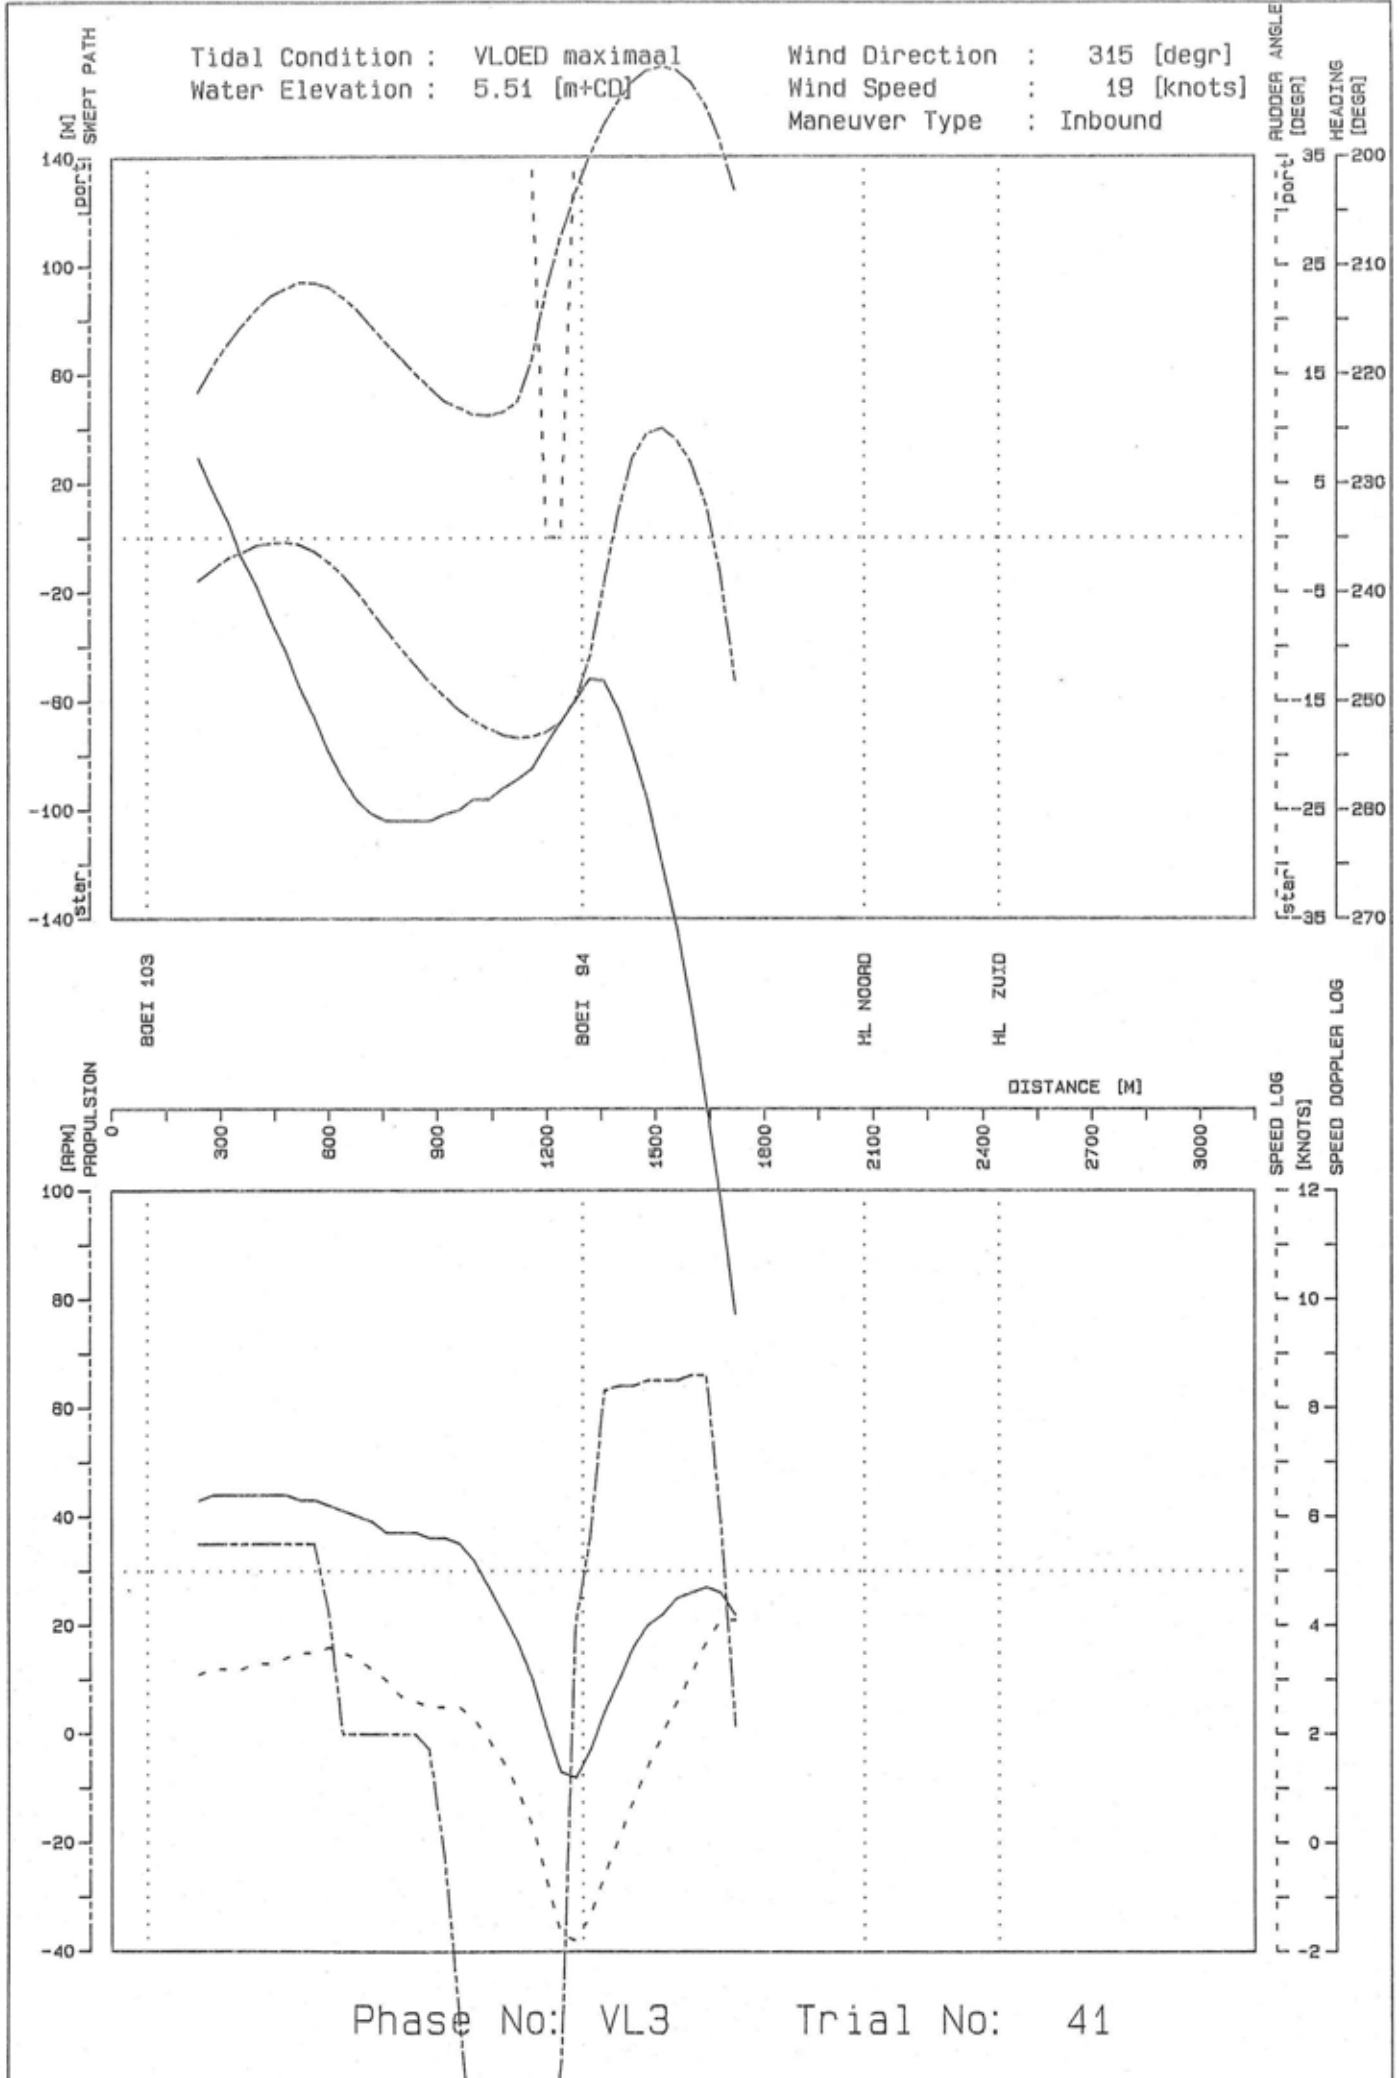 Tidal Condition : VLOED maximaal
Water Elevation : 5.51 [m+CD]
Wind Direction : 315 [degr]
Wind Speed : 19 [knots]
Maneuver Type : Inbound
[M]
SWEPT PATH
RUDDER ANGLE
[DEGR]
HEADING
[DEGR]
140
100
60
20
-20
-60
-100
-140
port
star
port
star
35
25
15
5
-5
-15
-25
-35
200
210
220
230
240
250
260
270
BOEI 103
BOEI 94
HL NOORD
HL ZUID
DISTANCE [M]
0
300
600
900
1200
1500
1800
2100
2400
2700
3000
[RPM]
PROPULSION
SPEED LOG
[KNOTS]
SPEED DOPPLER LOG
100
80
60
40
20
0
-20
-40
12
10
8
6
4
2
0
-2
Phase No: VL3 Trial No: 41